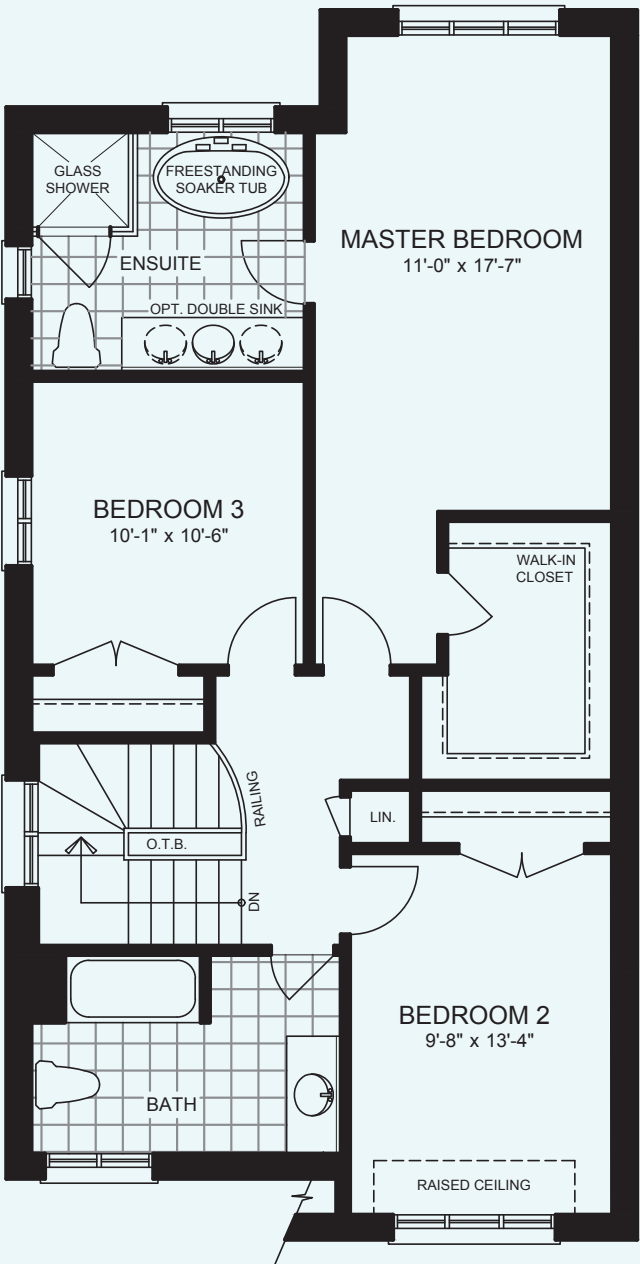 GLASS
SHOWER
FREESTANDING
SOAKER TUB
ENSUITE
OPT. DOUBLE SINK
MASTER BEDROOM
11'-0" x 17'-7"
BEDROOM 3
10'-1" x 10'-6"
WALK-IN
CLOSET
RAILING
O.T.B.
LIN.
DN
BEDROOM 2
9'-8" x 13'-4"
BATH
RAISED CEILING